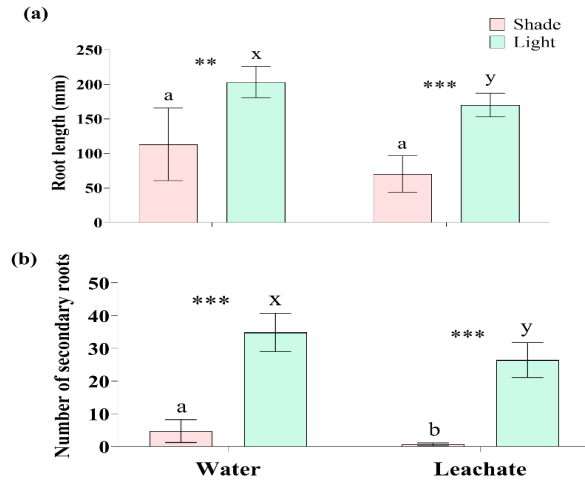 (a)
Shade
Light
Root length (mm)
250
200
150
100
50
0
a
**
x
a
***
y
(b)
Number of secondary roots
50
40
30
20
10
0
a
***
x
b
***
y
Water
Leachate